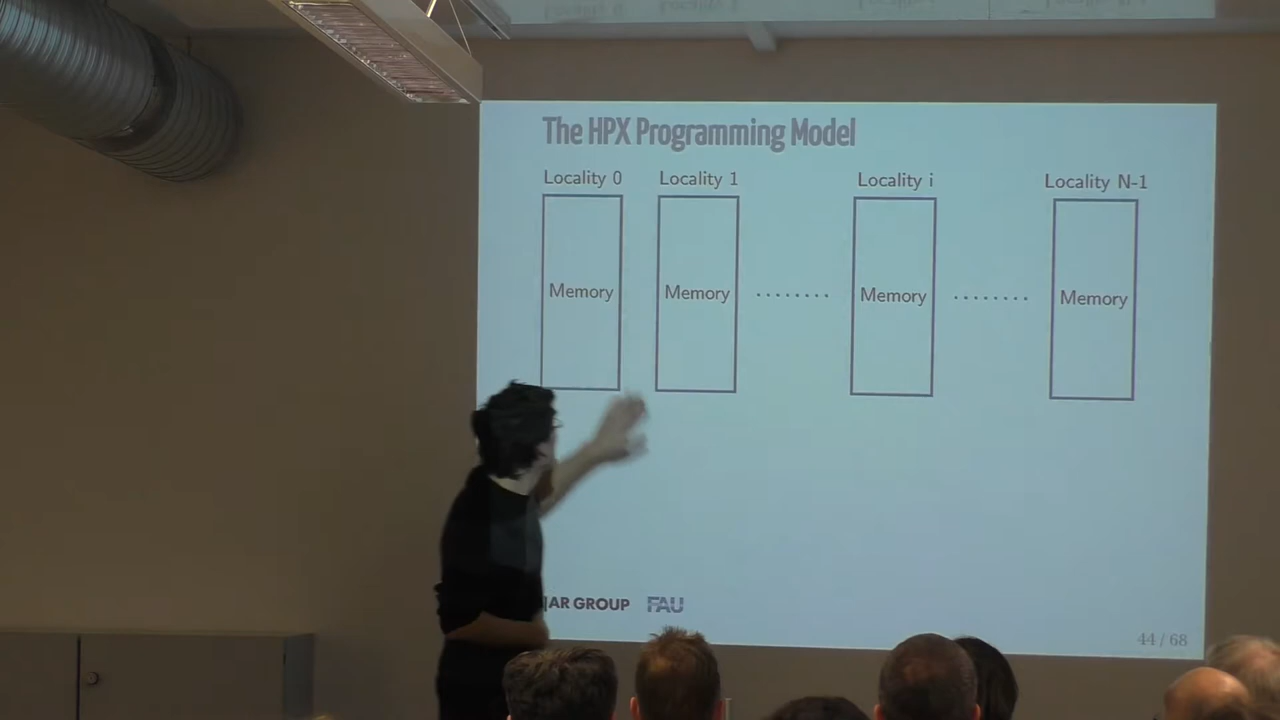 The HPX Programming Model
Locality 0 Locality 1 Locality i Locality N-1
Memory Memory ........ Memory ........ Memory
AR GROUP FAU
44 / 68